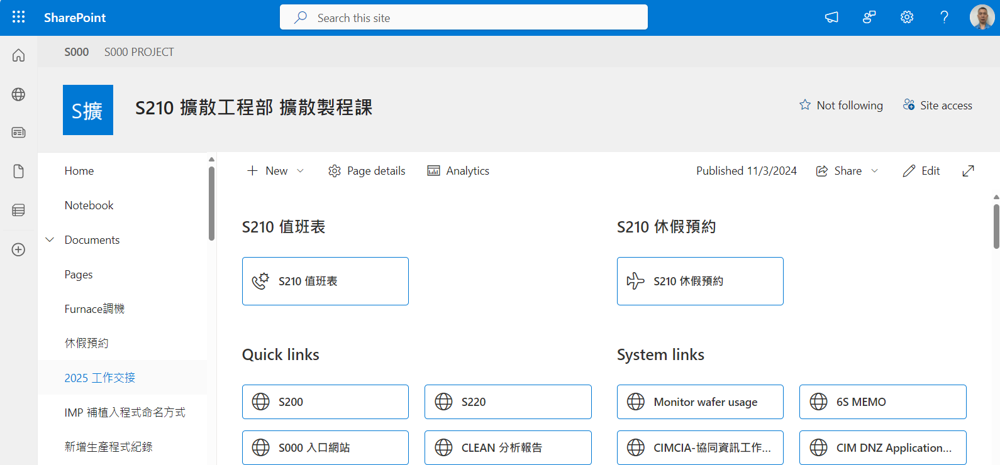 SharePoint
Search this site
S000 S000 PROJECT
S擴
S210 擴散工程部 擴散製程課
Not following
Site access
Home
Notebook
Documents
Pages
Furnace調機
休假預約
2025 工作交接
IMP 補植入程式命名方式
新增生產程式紀錄
New
Page details
Analytics
Published 11/3/2024
Share
Edit
S210 值班表
S210 值班表
S210 休假預約
S210 休假預約
Quick links
S200
S220
S000 入口網站
CLEAN 分析報告
System links
Monitor wafer usage
6S MEMO
CIMCIA-協同資訊工作...
CIM DNZ Application...